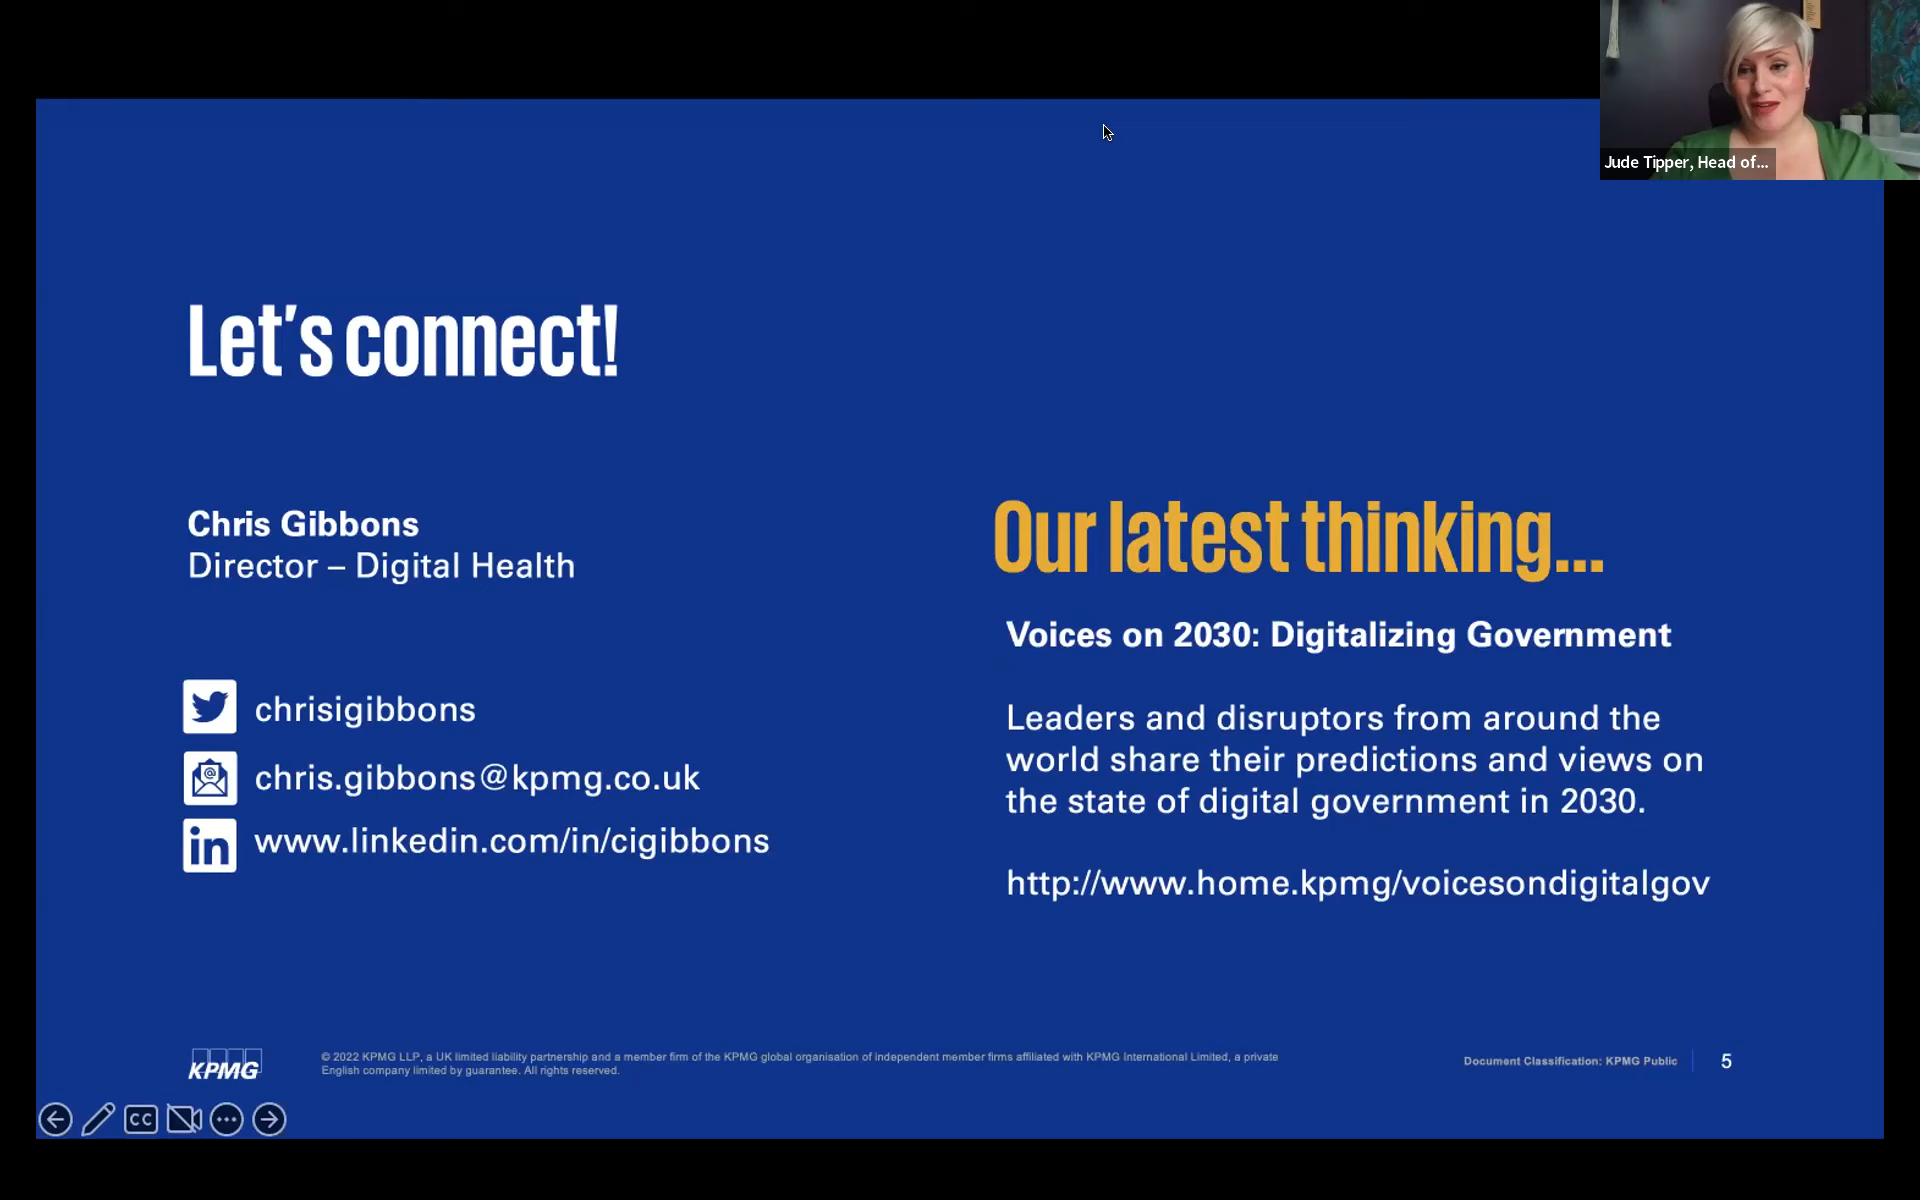 Jude Tipper, Head of...
Let's connect!
Chris Gibbons
Director – Digital Health
chrisigibbons
chris.gibbons@kpmg.co.uk
in www.linkedin.com/in/cigibbons
Our latest thinking...
Voices on 2030: Digitalizing Government
Leaders and disruptors from around the
world share their predictions and views on
the state of digital government in 2030.
http://www.home.kpmg/voicesondigitalgov
KPMG
© 2022 KPMG LLP, a UK limited liability partnership and a member firm of the KPMG global organisation of independent member firms affiliated with KPMG International Limited, a private
English company limited by guarantee. All rights reserved.
Document Classification: KPMG Public
5
CC